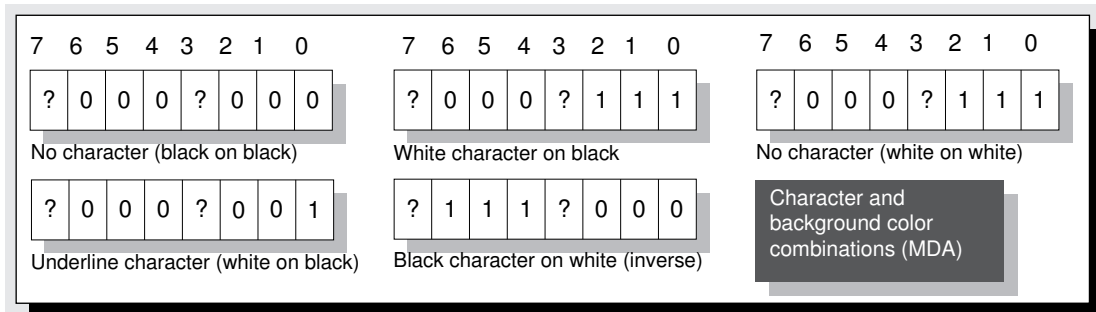 7 6 5 4 3 2 1 0
? 0 0 0 ? 0 0 0
No character (black on black)
7 6 5 4 3 2 1 0
? 0 0 0 ? 1 1 1
White character on black
7 6 5 4 3 2 1 0
? 0 0 0 ? 1 1 1
No character (white on white)
? 0 0 0 ? 0 0 1
Underline character (white on black)
? 1 1 1 ? 0 0 0
Black character on white (inverse)
Character and
background color
combinations (MDA)